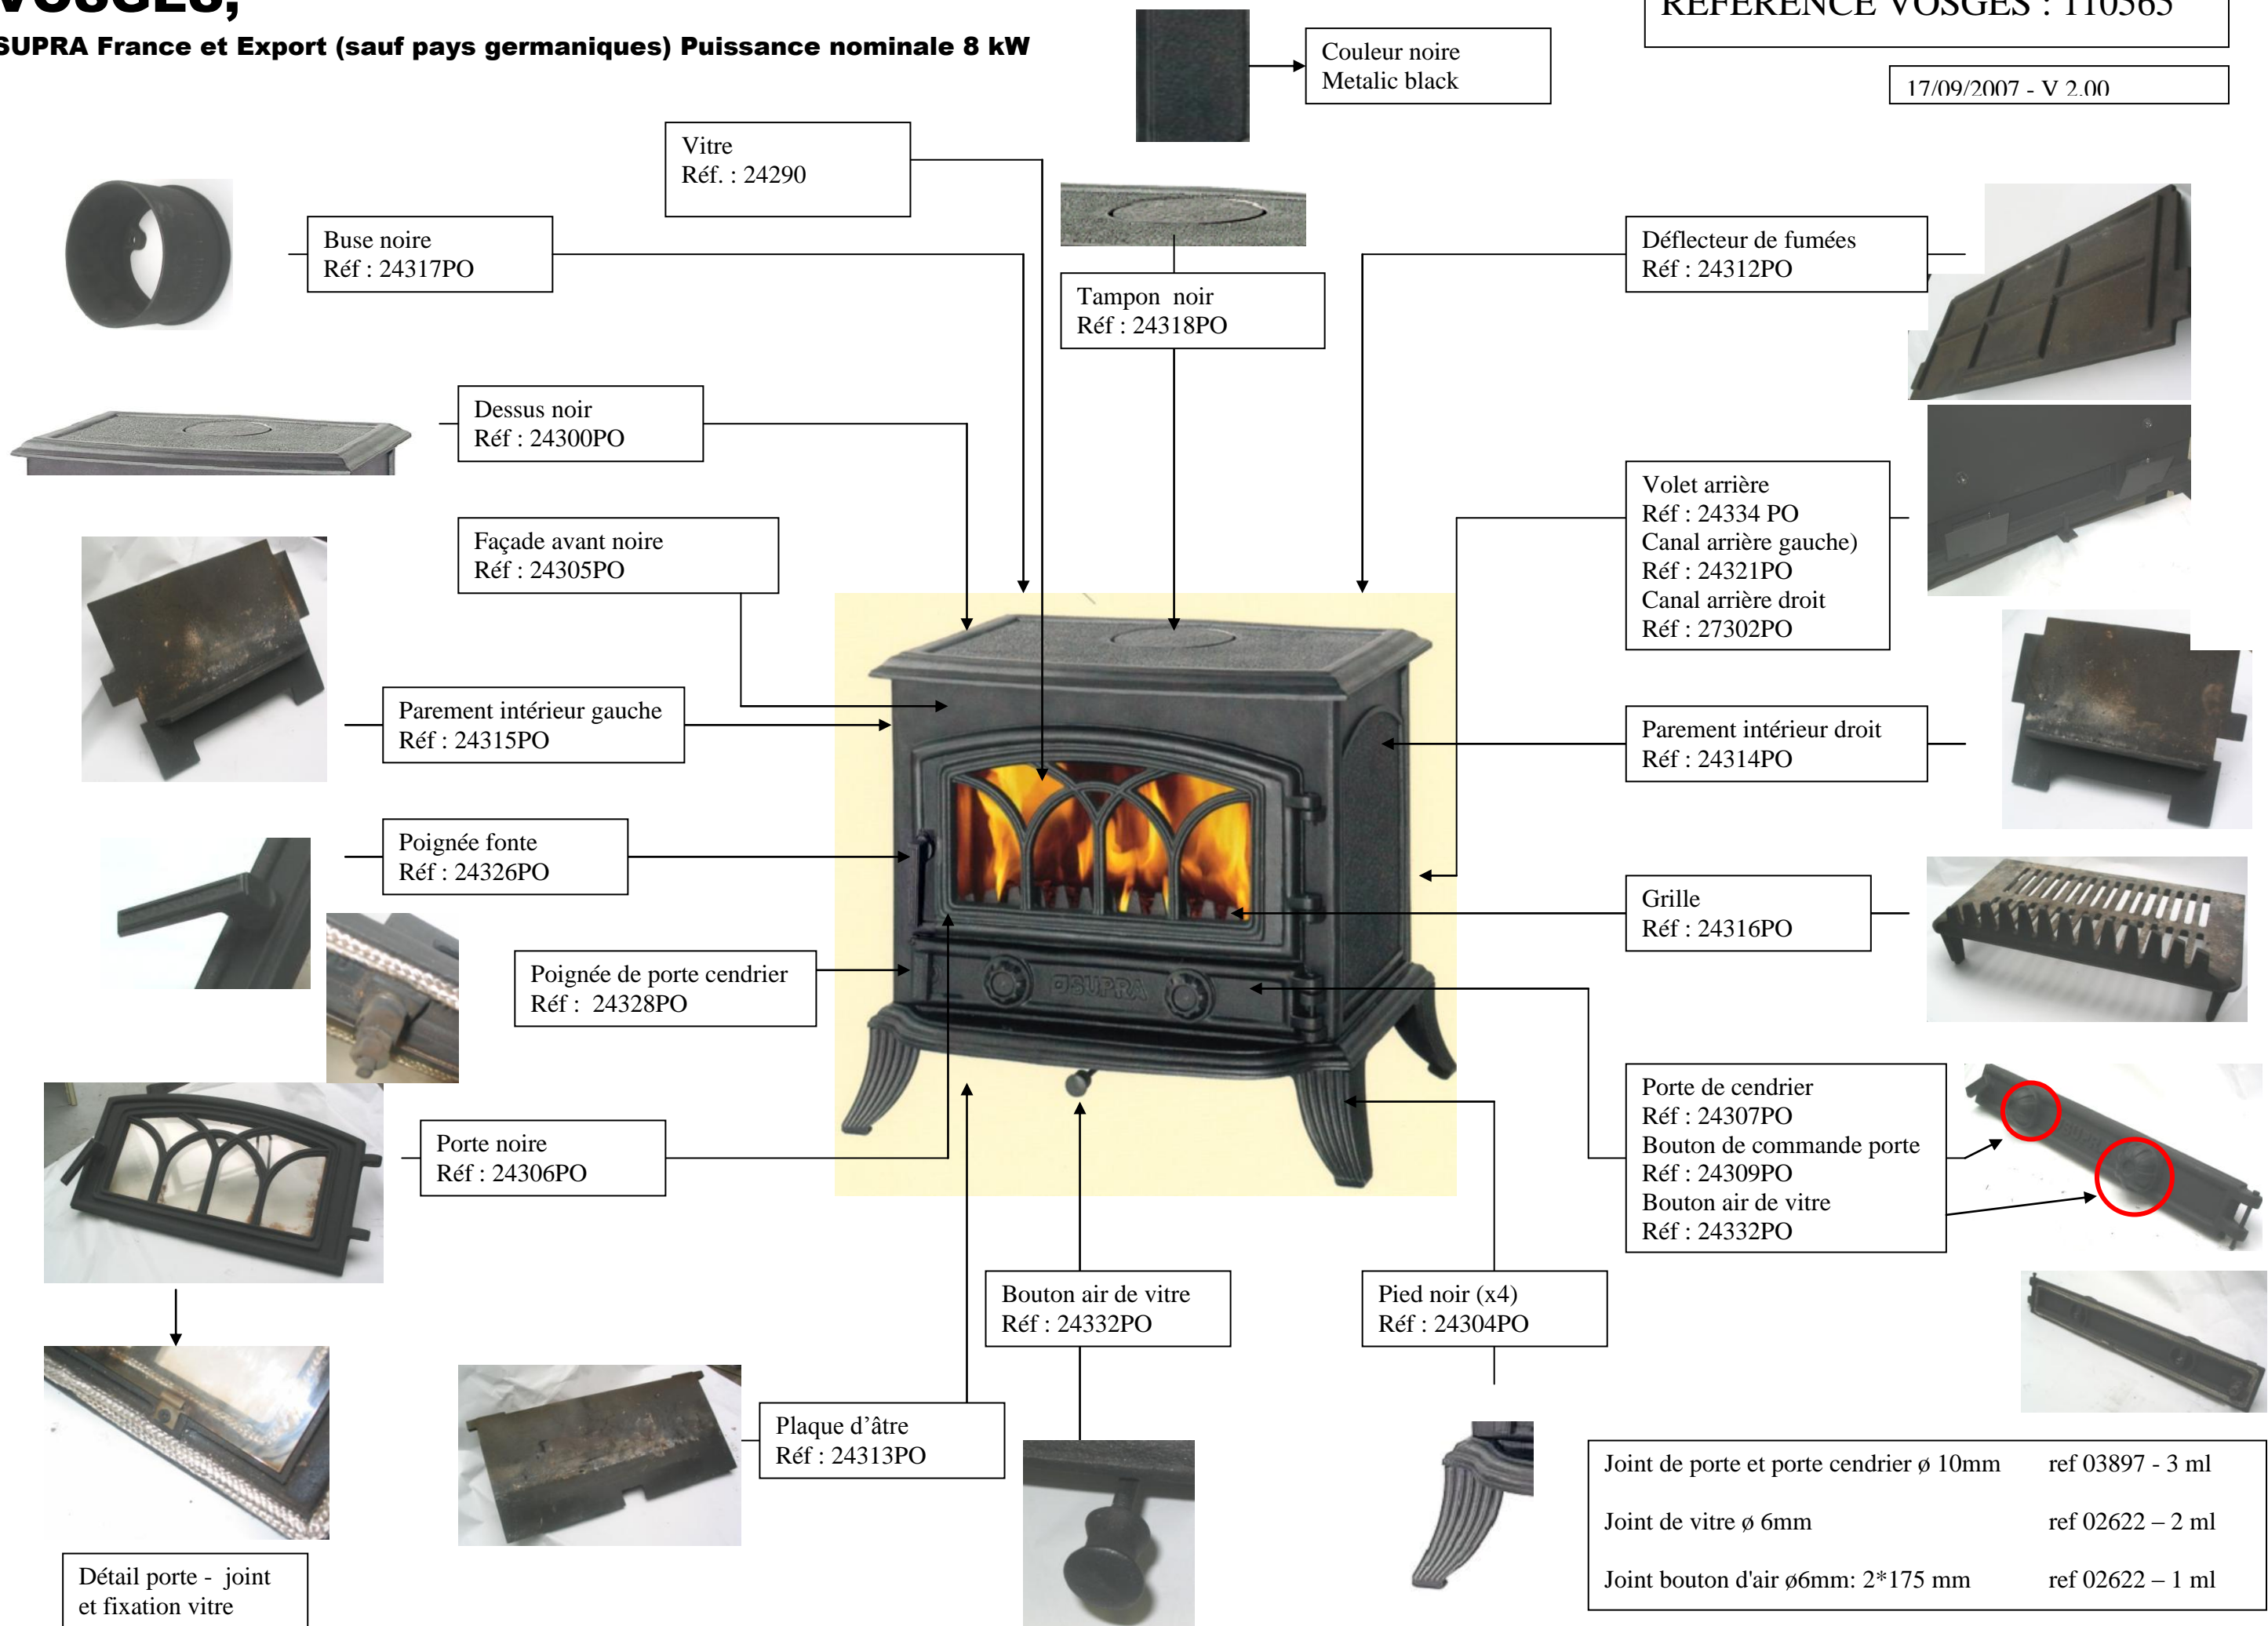 VOSGES,
SUPRA France et Export (sauf pays germaniques) Puissance nominale 8 kW
REFERENCE VOSGES : 110565
17/09/2007 - V 2.00
Couleur noire
Metalic black
Vitre
Réf. : 24290
Buse noire
Réf : 24317PO
Tampon  noir
Réf : 24318PO
Déflecteur de fumées
Réf : 24312PO
Dessus noir
Réf : 24300PO
Volet arrière
Réf : 24334 PO
Canal arrière gauche)
Réf : 24321PO
Canal arrière droit
Réf : 27302PO
Façade avant noire
Réf : 24305PO
Parement intérieur gauche
Réf : 24315PO
Parement intérieur droit
Réf : 24314PO
Poignée fonte
Réf : 24326PO
Grille
Réf : 24316PO
Poignée de porte cendrier
Réf :  24328PO
SUPRA
Porte de cendrier
Réf : 24307PO
Bouton de commande porte
Réf : 24309PO
Bouton air de vitre
Réf : 24332PO
Porte noire
Réf : 24306PO
Bouton air de vitre
Réf : 24332PO
Pied noir (x4)
Réf : 24304PO
Plaque d’âtre
Réf : 24313PO
Joint de porte et porte cendrier ø 10mm ref 03897 - 3 ml
Joint de vitre ø 6mm ref 02622 – 2 ml
Joint bouton d'air ø6mm: 2*175 mm ref 02622 – 1 ml
Détail porte -  joint
et fixation vitre